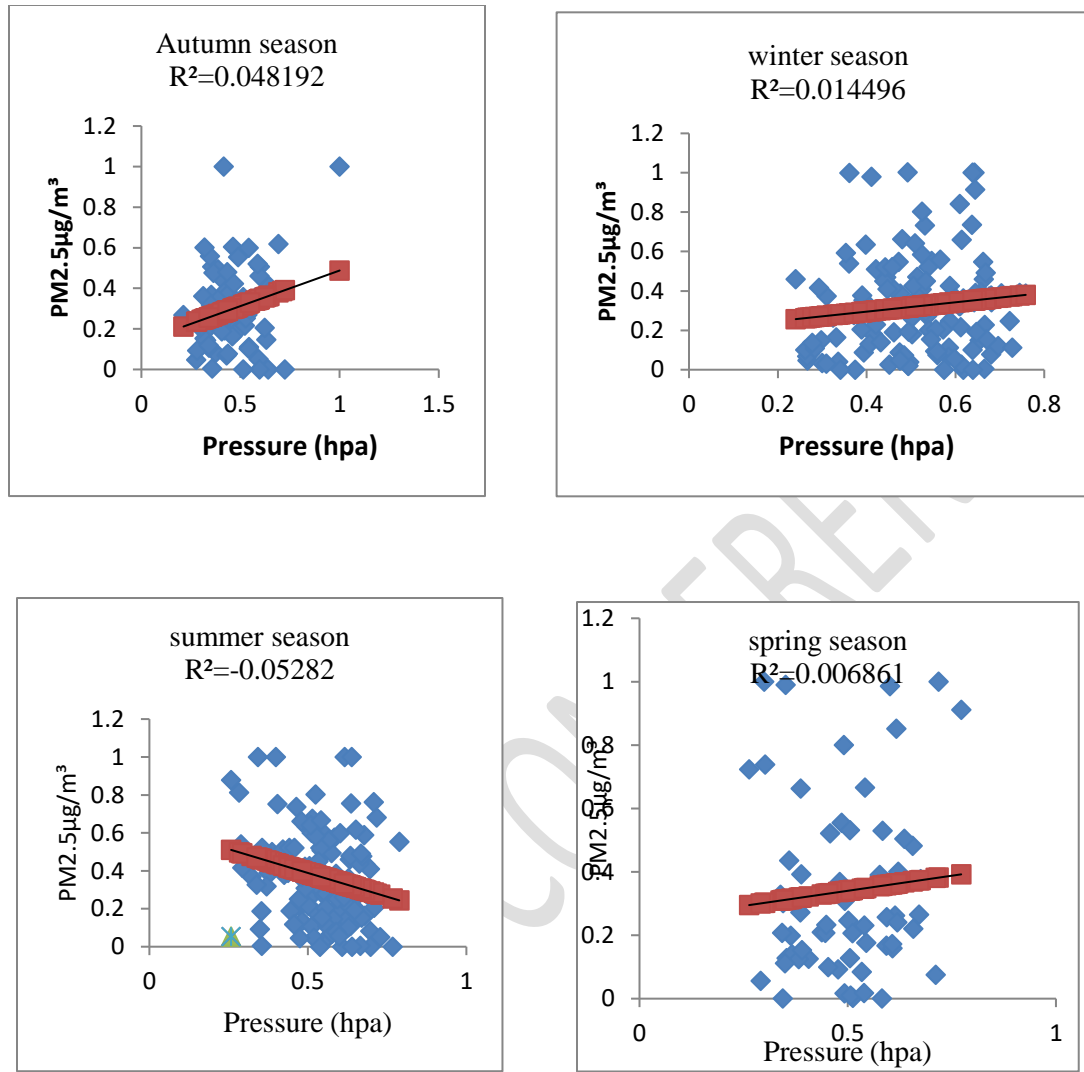 Autumn season
R²=0.048192
1.2
1
0.8
0.6
0.4
0.2
0
PM2.5µg/m³
0
0.5
1
1.5
Pressure (hpa)
winter season
R²=0.014496
1.2
1
0.8
0.6
0.4
0.2
0
PM2.5µg/m³
0
0.2
0.4
0.6
0.8
Pressure (hpa)
summer season
R²=-0.05282
1.2
1
0.8
0.6
0.4
0.2
0
PM2.5µg/m³
0
0.5
1
Pressure (hpa)
spring season
R²=0.006861
1.2
1
0.8
0.6
0.4
0.2
0
PM2.5µg/m³
0
0.5
1
Pressure (hpa)